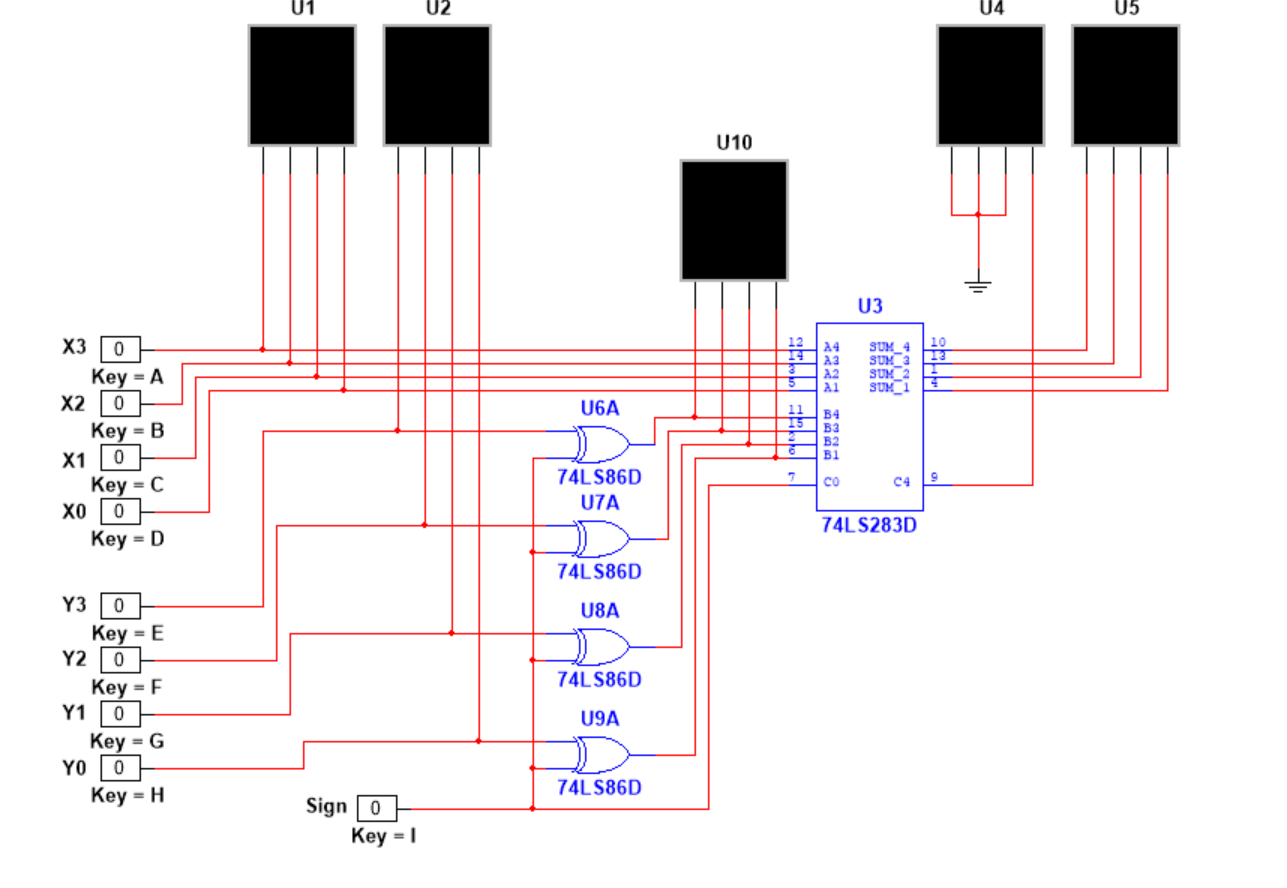 U1 U2 U4 U5
U10
U3
X3 0 12 A4 SUM_4 10
14 A3 SUM_3 13
Key = A 3 A2 SUM_2 1
5 A1 SUM_1 4
X2 0
U6A 11 B4
Key = B 15 B3
2 B2
X1 0 6 B1
Key = C 74LS86D 7 C0 C4 9
U7A
X0 0 74LS283D
Key = D
74LS86D
Y3 0 U8A
Key = E
Y2 0
Key = F 74LS86D
Y1 0 U9A
Key = G
Y0 0
Key = H 74LS86D
Sign 0
Key = I